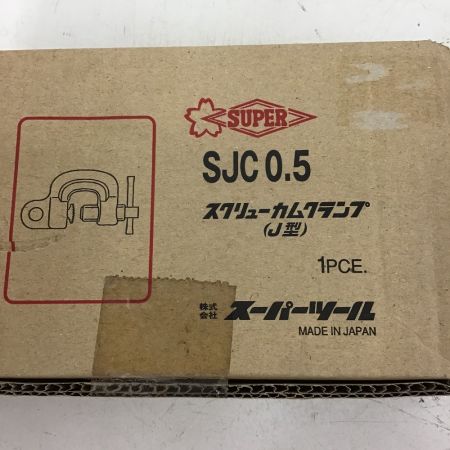 SUPER
SJC 0.5
スクリューカムクランプ
(J型)
1PCE.
株式会社 スーパーツール
MADE IN JAPAN